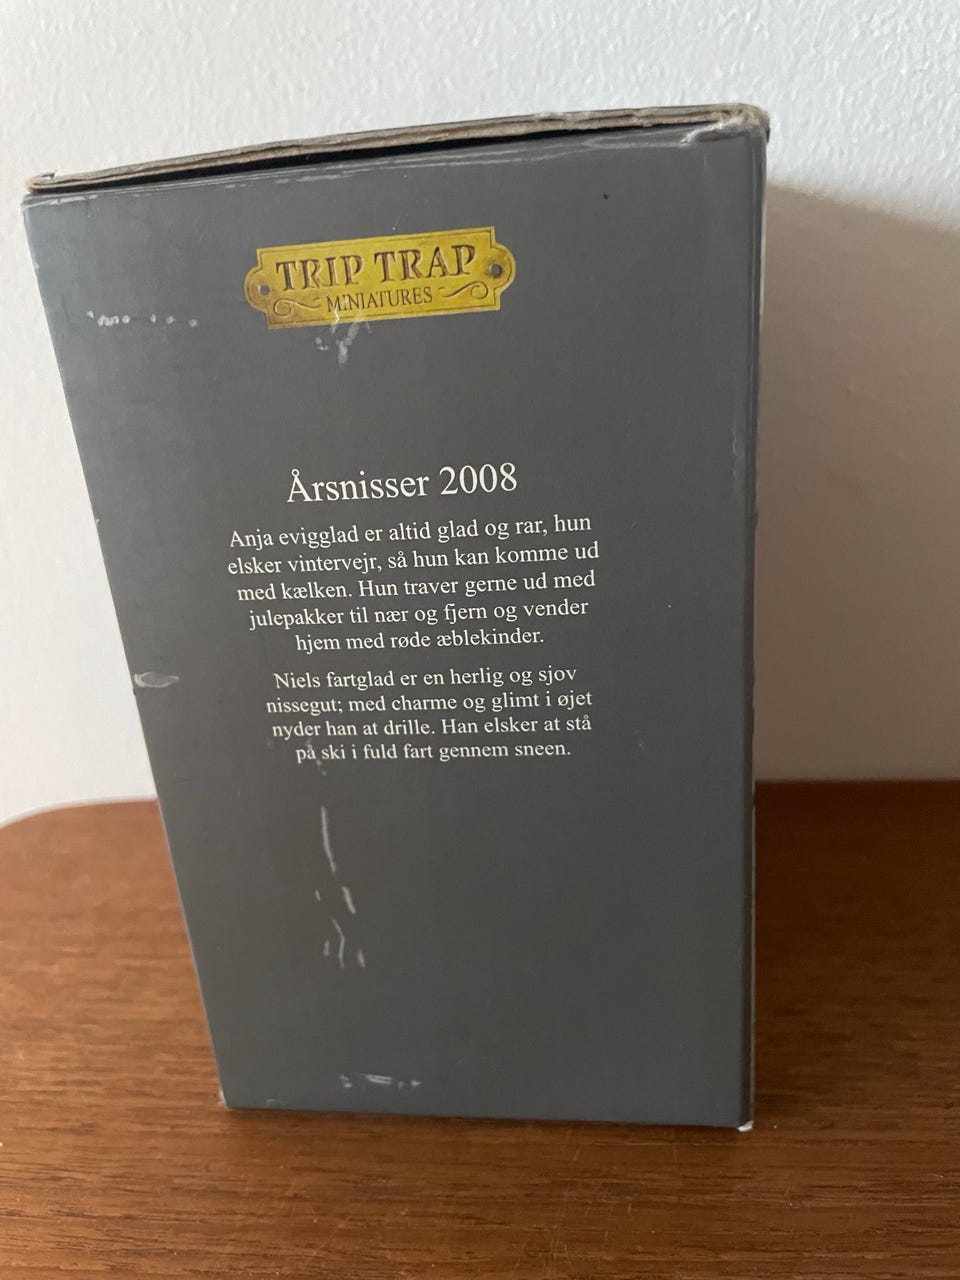 TRIP TRAP
MINIATURES
Årsnisser 2008
Anja evigglad er altid glad og rar, hun
elsker vintervejr, så hun kan komme ud
med kælken. Hun traver gerne ud med
julepakker til nær og fjern og vender
hjem med røde æblekinder.
Niels fartglad er en herlig og sjov
nissegut; med charme og glimt i øjet
nyder han at drille. Han elsker at stå
på ski i fuld fart gennem sneen.